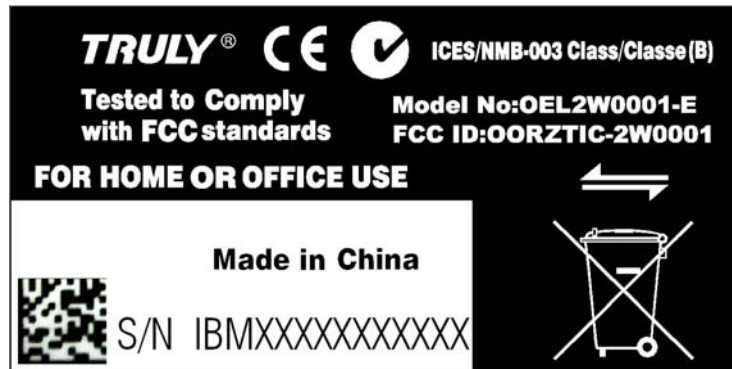 TRULY® CE ICES/NMB-003 Class/Classe(B)
Tested to Comply
with FCC standards
Model No:OEL2W0001-E
FCC ID:OORZTIC-2W0001
FOR HOME OR OFFICE USE
Made in China
S/N IBMXXXXXXXXXXX